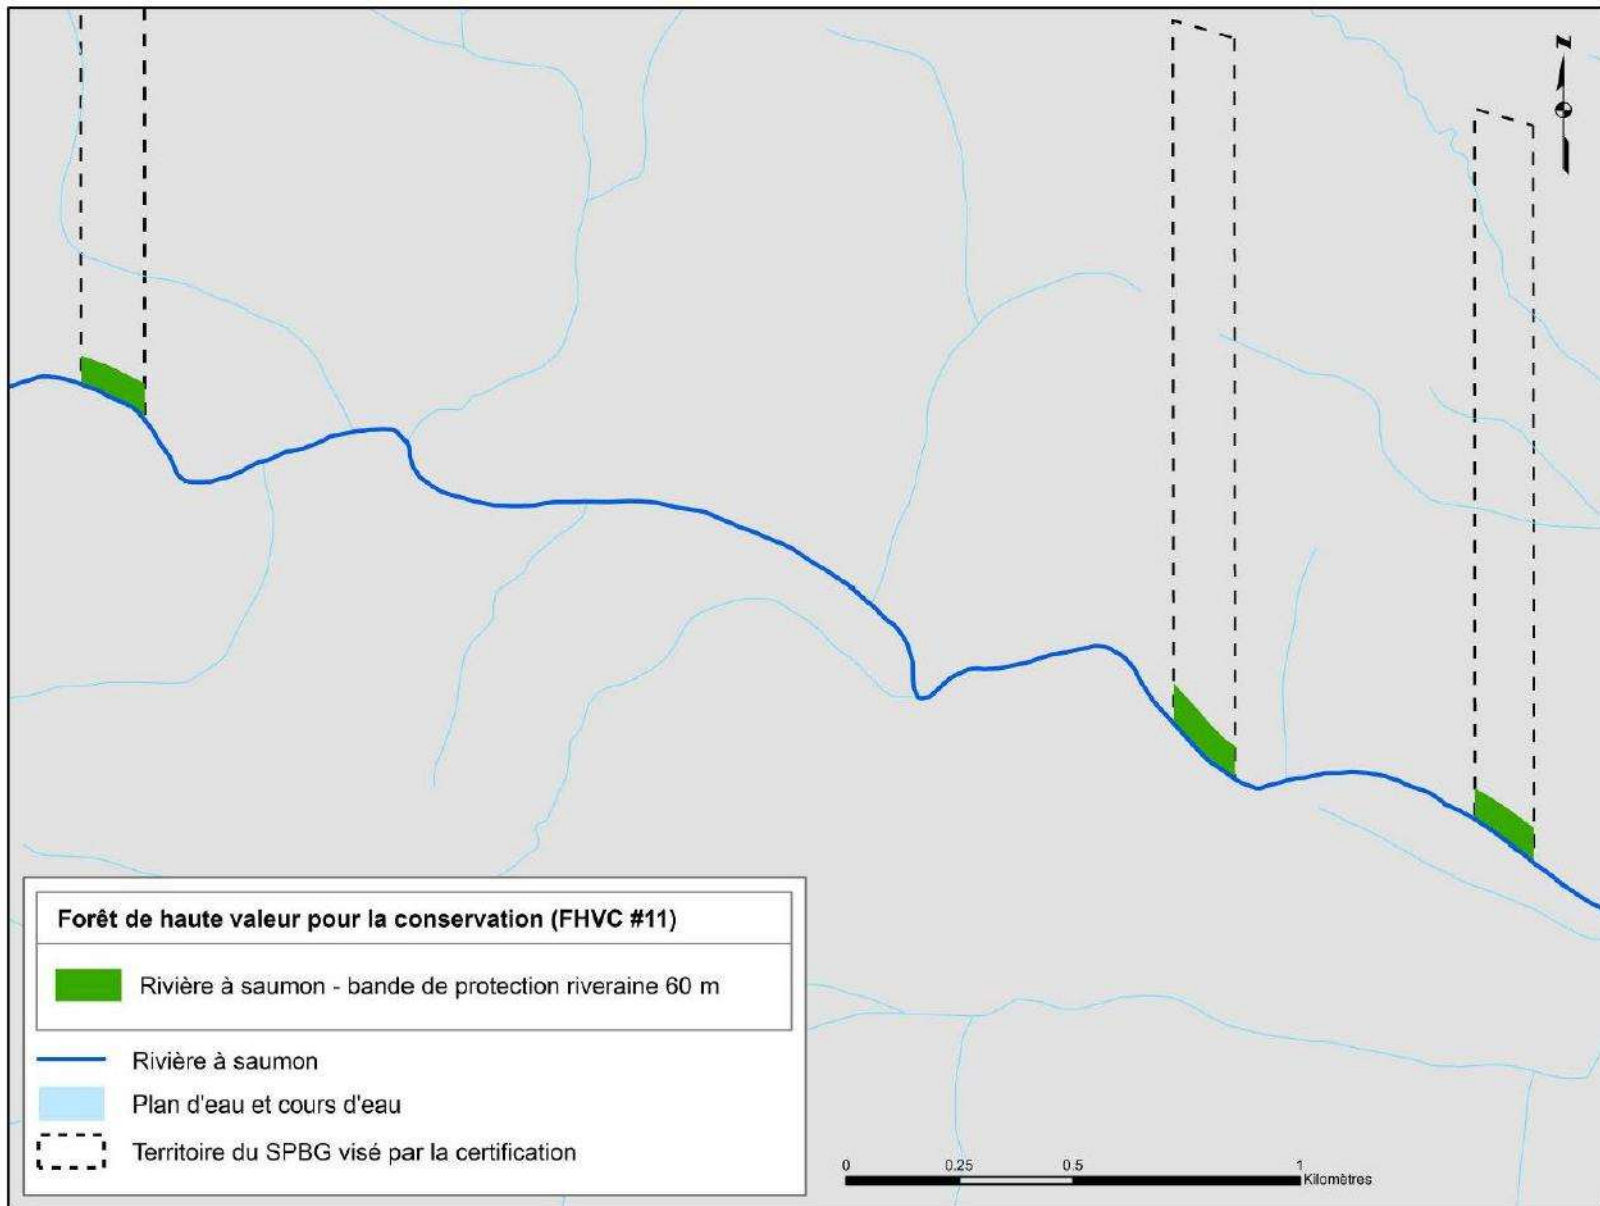 N
Forêt de haute valeur pour la conservation (FHVC #11)
Rivière à saumon - bande de protection riveraine 60 m
Rivière à saumon
Plan d'eau et cours d'eau
Territoire du SPBG visé par la certification
0 0.25 0.5 1
Kilomètres